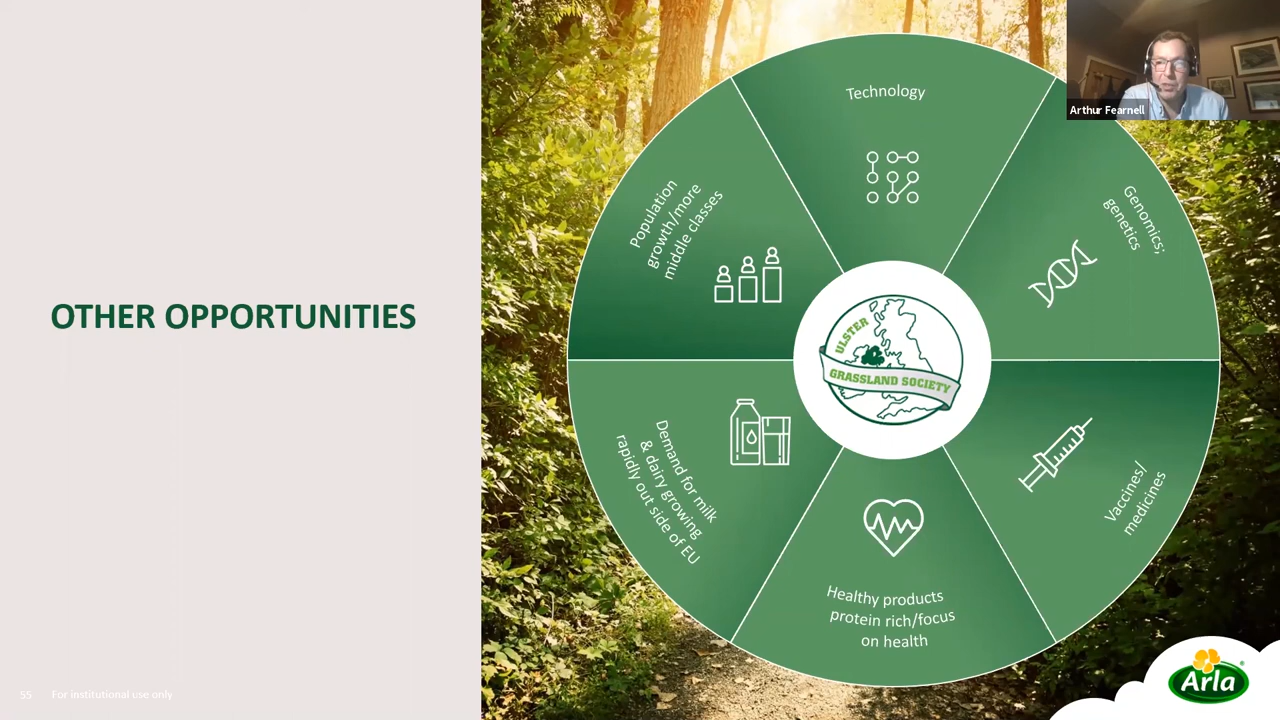 OTHER OPPORTUNITIES
Technology
Genomics;
genetics
Vaccines/
medicines
Healthy products
protein rich/focus
on health
Demand for milk
& dairy growing
rapidly out side of EU
Population
growth/more
middle classes
ULSTER
GRASSLAND SOCIETY
Arthur Fearnell
55 For institutional use only
Arla
®